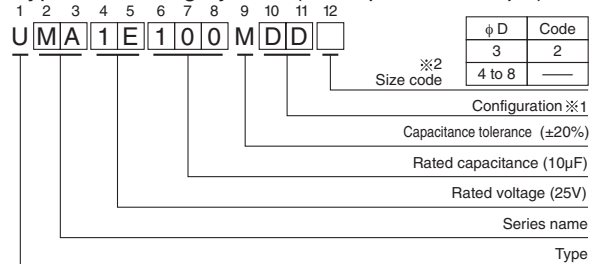 1 2 3 4 5 6 7 8 9 10 11 12
U M A 1 E 1 0 0 M D D
φ D Code
3 2
4 to 8 ——
※2
Size code
Configuration ※1
Capacitance tolerance (±20%)
Rated capacitance (10µF)
Rated voltage (25V)
Series name
Type